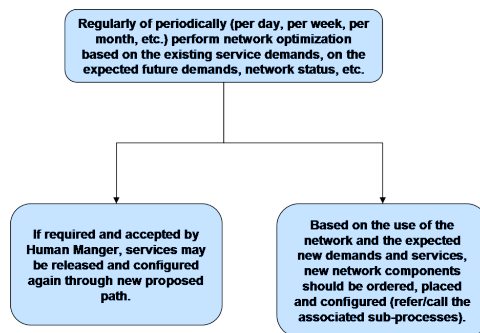 Regularly of periodically (per day, per week, per
month, etc.) perform network optimization
based on the existing service demands, on the
expected future demands, network status, etc.
If required and accepted by
Human Manger, services may
be released and configured
again through new proposed
path.
Based on the use of the
network and the expected
new demands and services,
new network components
should be ordered, placed
and configured (refer/call the
associated sub-processes).